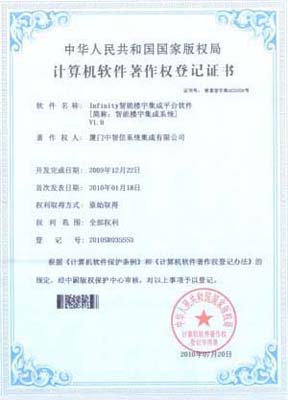 中华人民共和国国家版权局
计算机软件著作权登记证书
软件名称： Infinity智能楼宇集成平台软件
[简称：智能楼宇集成系统]
V1.0
著作权人： 厦门中智信系统集成有限公司
开发完成日期： 2009年12月22日
首次发表日期： 2010年01月18日
权利取得方式： 原始取得
权利范围： 全部权利
登记号： 2010SR035553
根据《计算机软件保护条例》和《计算机软件著作权登记办法》的
规定，经中国版权保护中心审核，对以上事项予以登记。
中华人民共和国国家版权局
计算机软件著作权
登记专用章
2010年07月20日